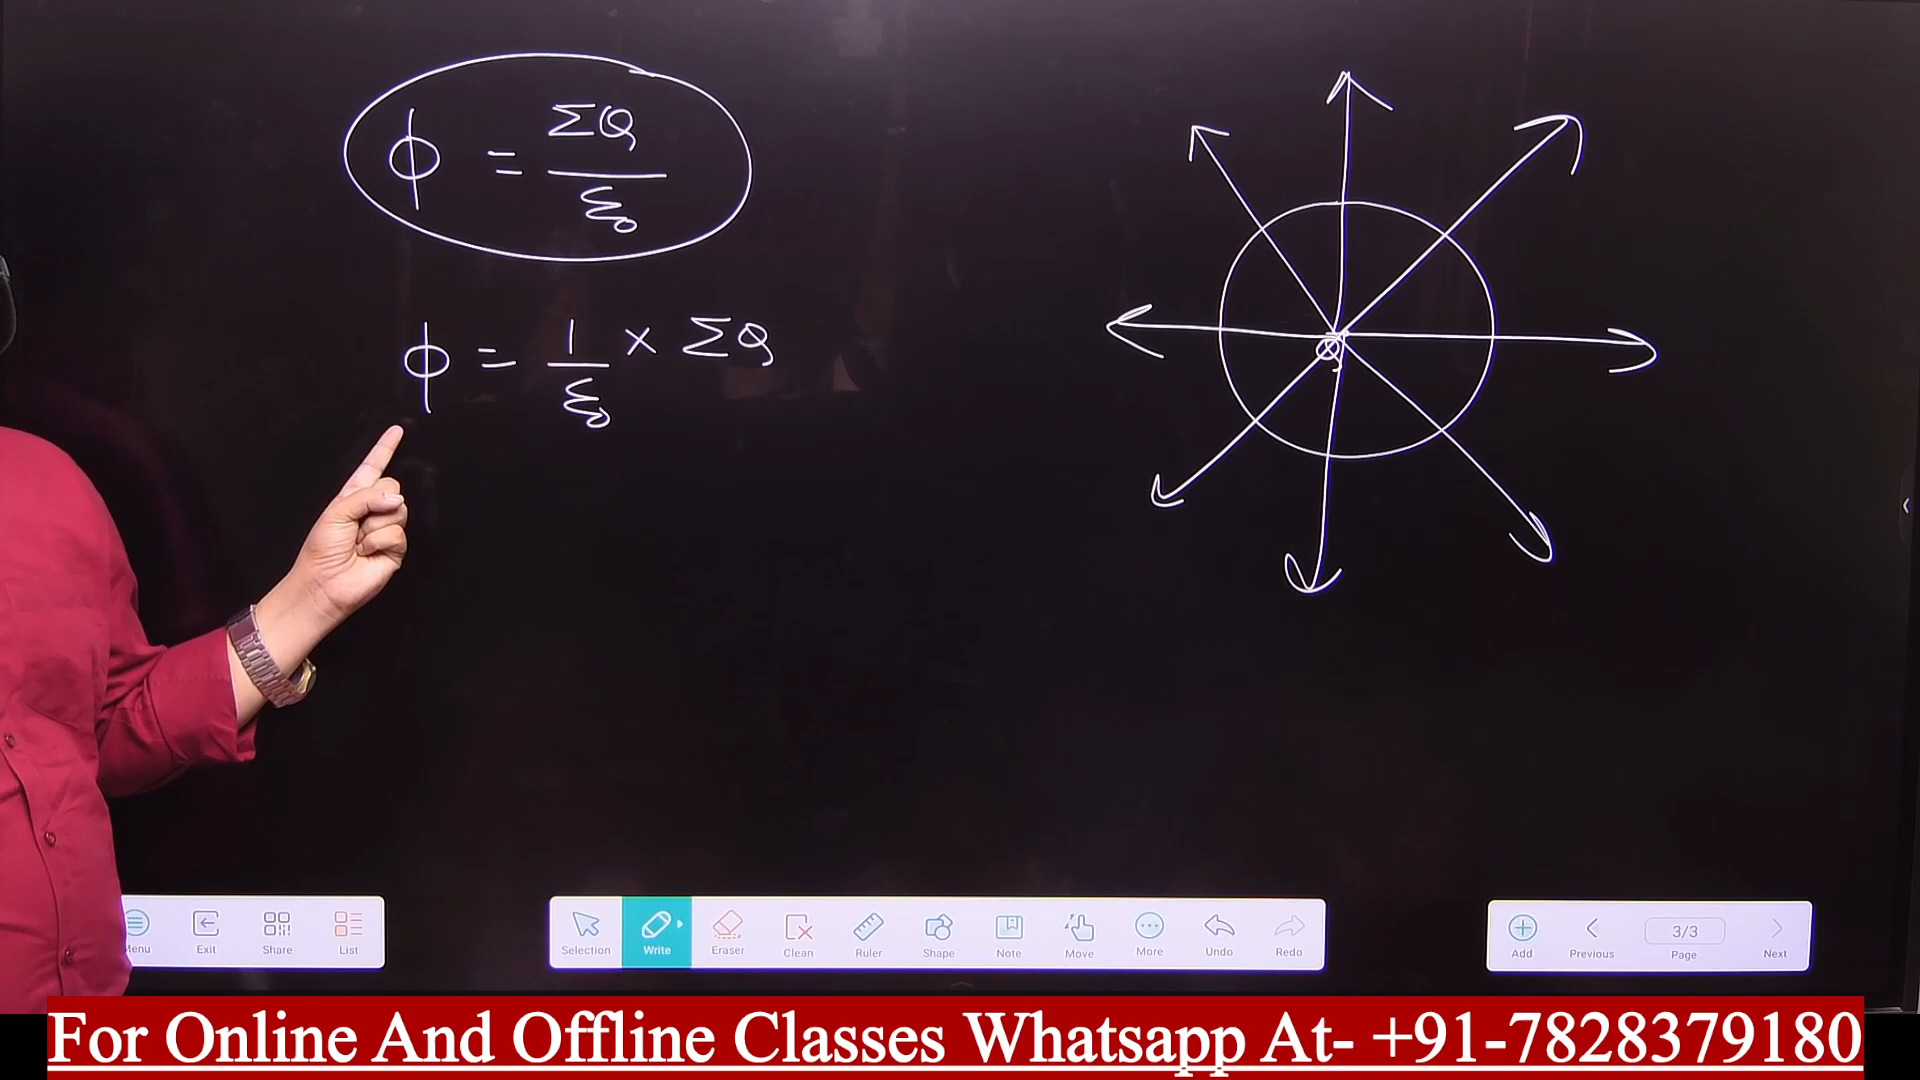 ϕ = ΣQ / ε₀
ϕ = 1 / ε₀ × ΣQ
Q
Menu Exit Share List
Selection Write Eraser Clean Ruler Shape Note Move More Undo Redo
Add Previous 3/3 Page Next
For Online And Offline Classes Whatsapp At- +91-7828379180